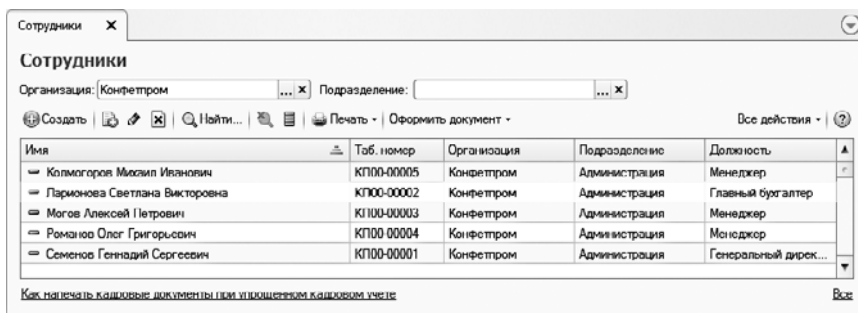 Сотрудники
Сотрудники
Организация: Конфетпром ... x Подразделение: ... x
Создать Найти... Печать Оформить документ Все действия ?
Имя Таб. номер Организация Подразделение Должность
Колмогоров Михаил Иванович КП00-00005 Конфетпром Администрация Менеджер
Ларионова Светлана Викторовна КП00-00002 Конфетпром Администрация Главный бухгалтер
Могов Алексей Петрович КП00-00003 Конфетпром Администрация Менеджер
Романов Олег Григорьевич КП00-00004 Конфетпром Администрация Менеджер
Семенов Геннадий Сергеевич КП00-00001 Конфетпром Администрация Генеральный дирек...
Как напечать кадровые документы при упрощенном кадровом учете Все